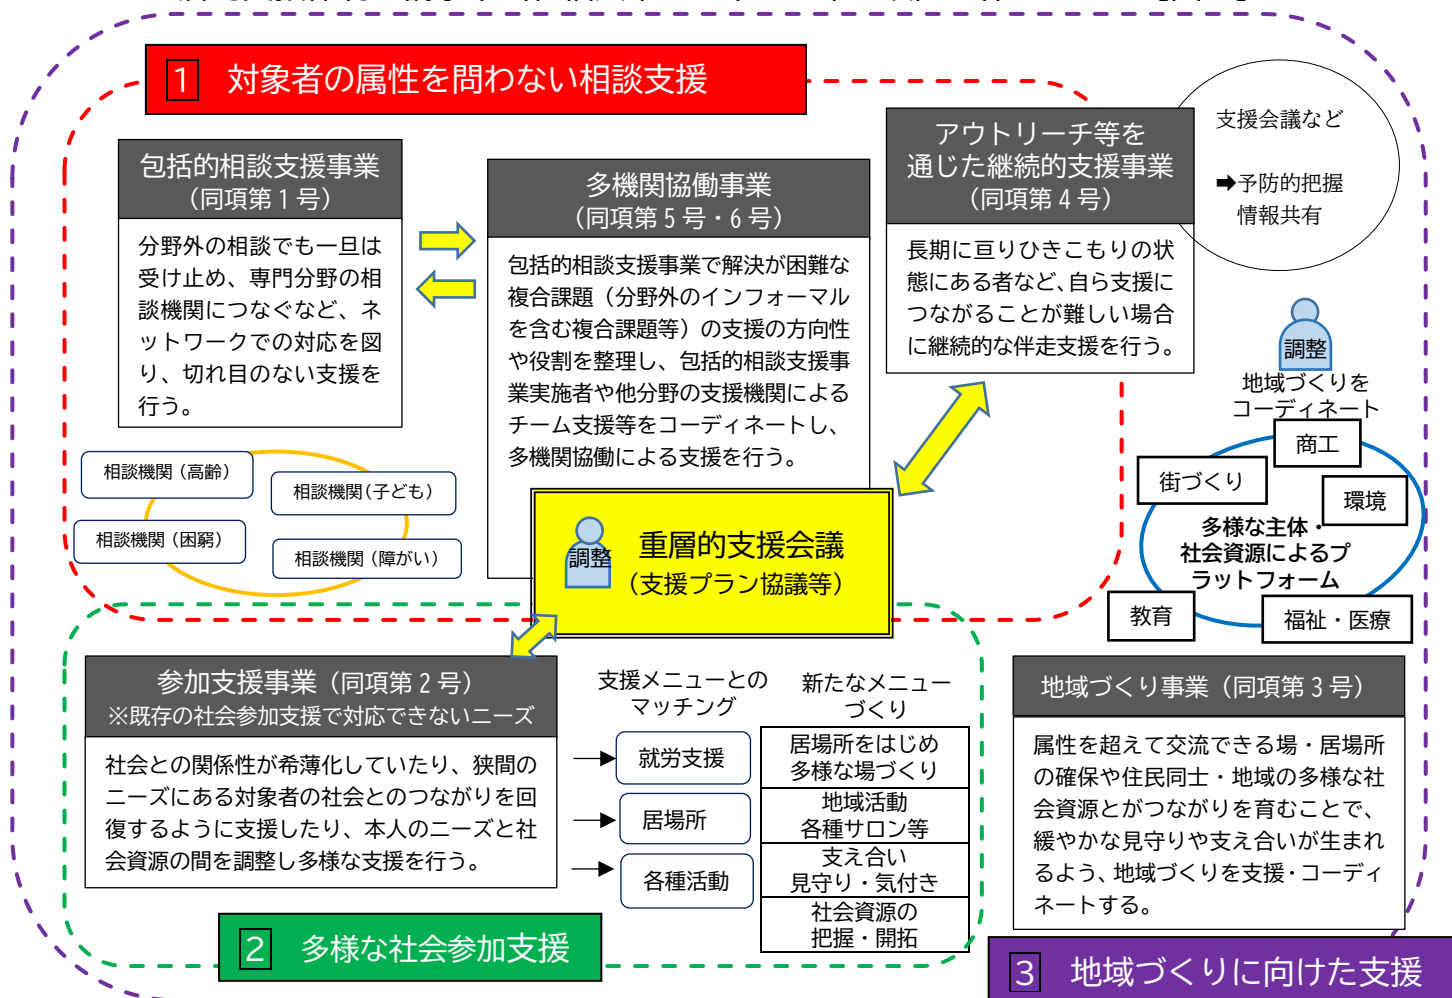 1 対象者の属性を問わない相談支援
包括的相談支援事業
（同項第1号）
分野外の相談でも一旦は
受け止め、専門分野の相
談機関につなぐなど、ネ
ットワークでの対応を図
り、切れ目のない支援を
行う。
多機関協働事業
（同項第5号・6号）
包括的相談支援事業で解決が困難な
複合課題（分野外のインフォーマル
を含む複合課題等）の支援の方向性
や役割を整理し、包括的相談支援事
業実施者や他分野の支援機関による
チーム支援等をコーディネートし、
多機関協働による支援を行う。
アウトリーチ等を
通じた継続的支援事業
（同項第4号）
長期に亘りひきこもりの状
態にある者など、自ら支援に
つながることが難しい場合
に継続的な伴走支援を行う。
支援会議など
➡予防的把握
情報共有
調整
地域づくりを
コーディネート
商工
街づくり
環境
多様な主体・
社会資源によるプ
ラットフォーム
教育
福祉・医療
相談機関（高齢）
相談機関（子ども）
相談機関（困窮）
相談機関（障がい）
調整
重層的支援会議
（支援プラン協議等）
参加支援事業（同項第2号）
※既存の社会参加支援で対応できないニーズ
社会との関係性が希薄化していたり、狭間の
ニーズにある対象者の社会とのつながりを回
復するように支援したり、本人のニーズと社
会資源の間を調整し多様な支援を行う。
支援メニューとの
マッチング
就労支援
居場所
各種活動
新たなメニュー
づくり
居場所をはじめ
多様な場づくり
地域活動
各種サロン等
支え合い
見守り・気付き
社会資源の
把握・開拓
2 多様な社会参加支援
地域づくり事業（同項第3号）
属性を超えて交流できる場・居場所
の確保や住民同士・地域の多様な社
会資源とがつながりを育むことで、
緩やかな見守りや支え合いが生まれ
るよう、地域づくりを支援・コーディ
ネートする。
3 地域づくりに向けた支援